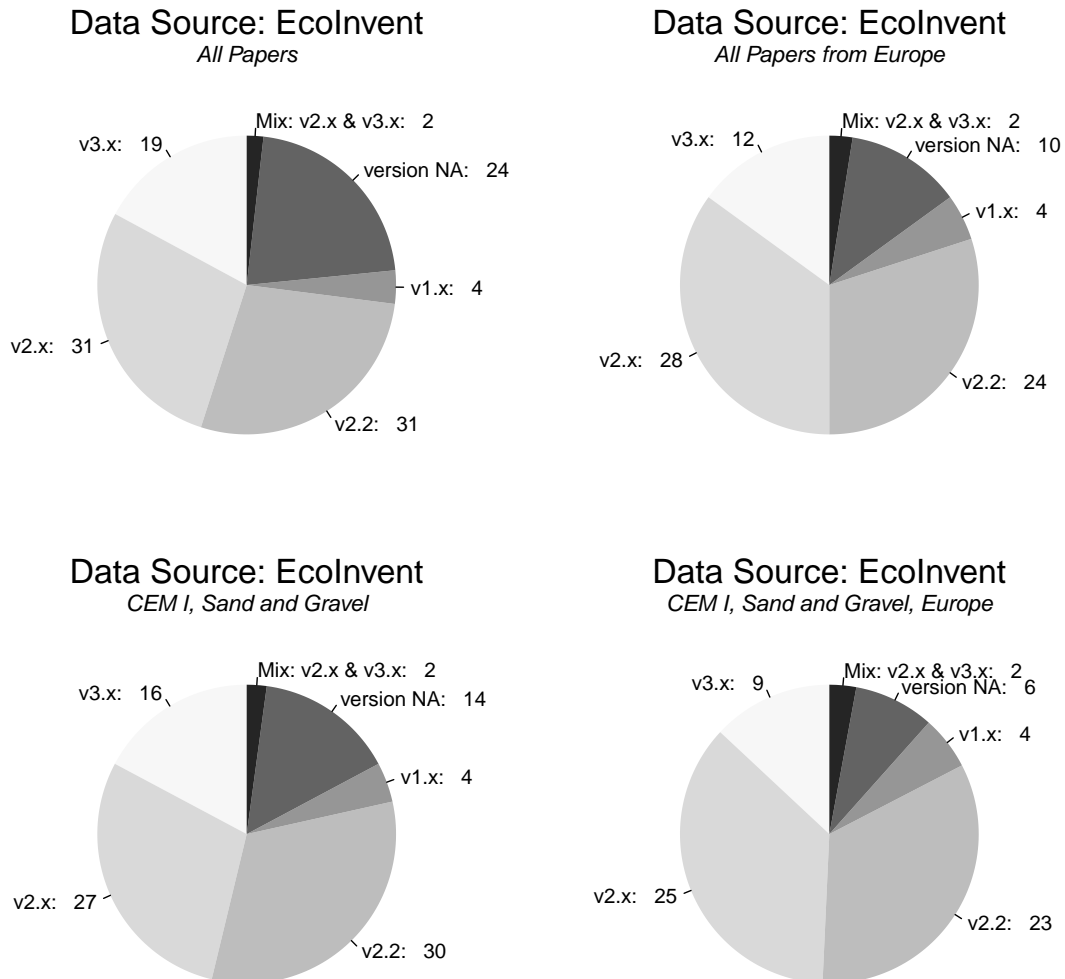 Data Source: EcoInvent
All Papers
Mix: v2.x & v3.x: 2
version NA: 24
v1.x: 4
v2.2: 31
v2.x: 31
v3.x: 19
Data Source: EcoInvent
All Papers from Europe
Mix: v2.x & v3.x: 2
version NA: 10
v1.x: 4
v2.2: 24
v2.x: 28
v3.x: 12
Data Source: EcoInvent
CEM I, Sand and Gravel
Mix: v2.x & v3.x: 2
version NA: 14
v1.x: 4
v2.2: 30
v2.x: 27
v3.x: 16
Data Source: EcoInvent
CEM I, Sand and Gravel, Europe
Mix: v2.x & v3.x: 2
version NA: 6
v1.x: 4
v2.2: 23
v2.x: 25
v3.x: 9